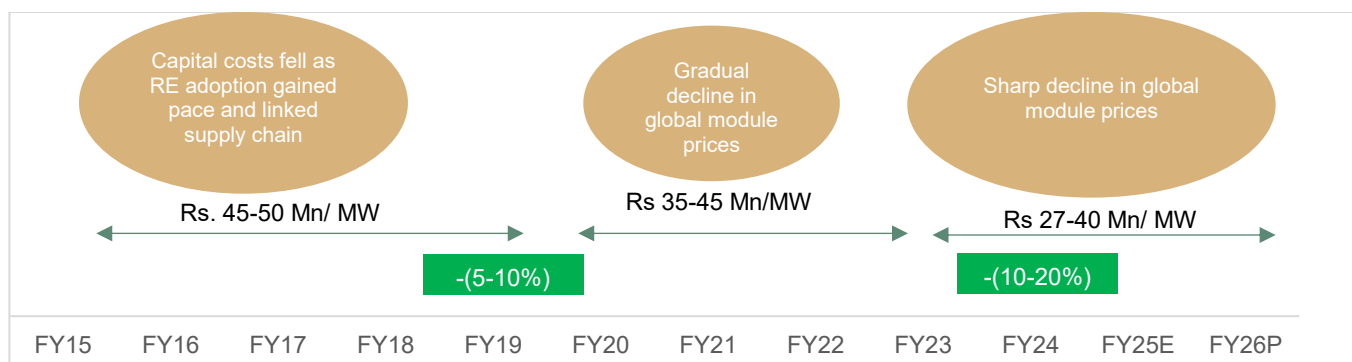 Capital costs fell as
RE adoption gained
pace and linked
supply chain
Gradual
decline in
global module
prices
Sharp decline in global
module prices
Rs. 45-50 Mn/ MW
Rs 35-45 Mn/MW
Rs 27-40 Mn/ MW
-(5-10%)
-(10-20%)
FY15 FY16 FY17 FY18 FY19 FY20 FY21 FY22 FY23 FY24 FY25E FY26P